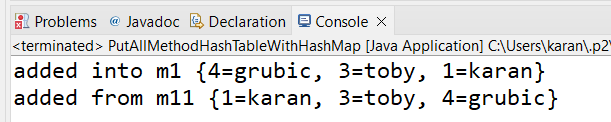 Problems @ Javadoc Declaration Console
<terminated> PutAllMethodHashTableWithHashMap [Java Application] C:\Users\karan\.p2\
added into m1 {4=grubic, 3=toby, 1=karan}
added from m11 {1=karan, 3=toby, 4=grubic}